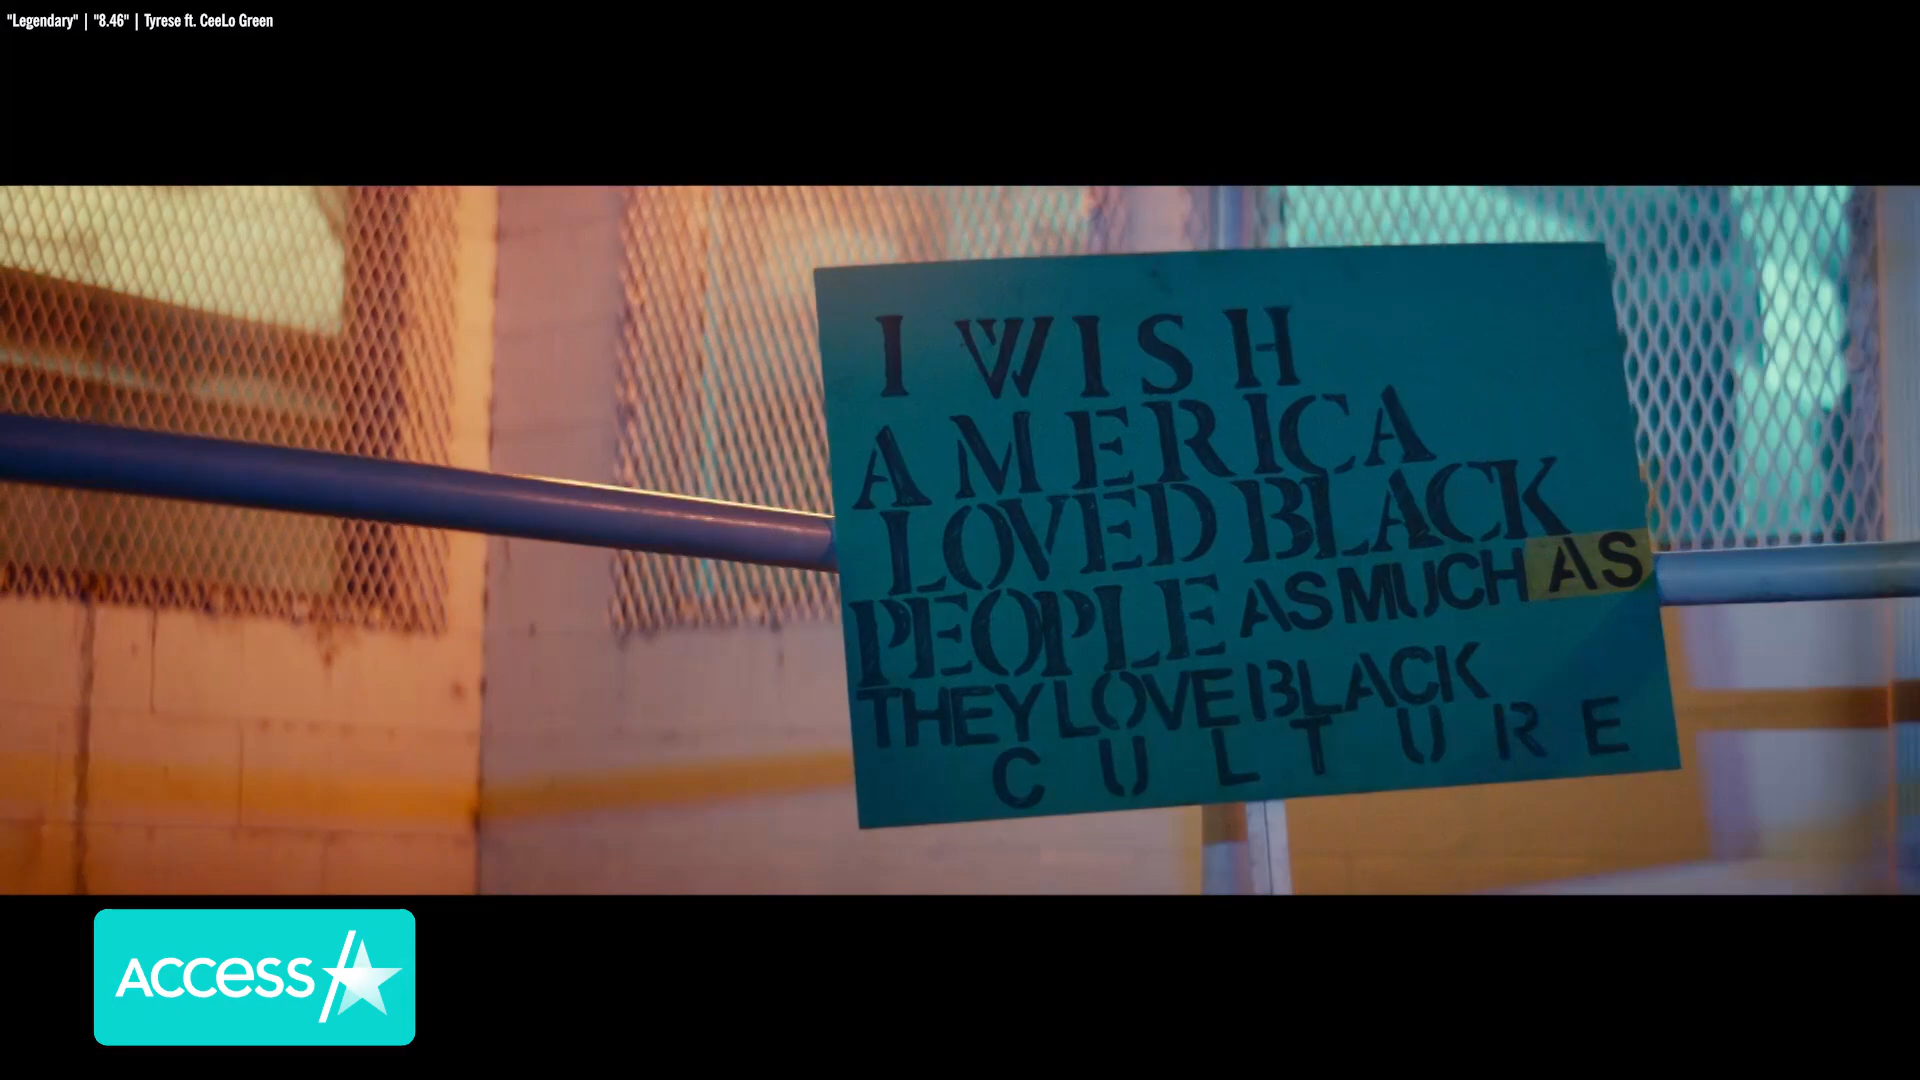 "Legendary" | "8.46" | Tyrese ft. CeeLo Green
I WISH
AMERICA
LOVED BLACK
PEOPLE AS MUCH AS
THEY LOVE BLACK
CULTURE
ACCESS